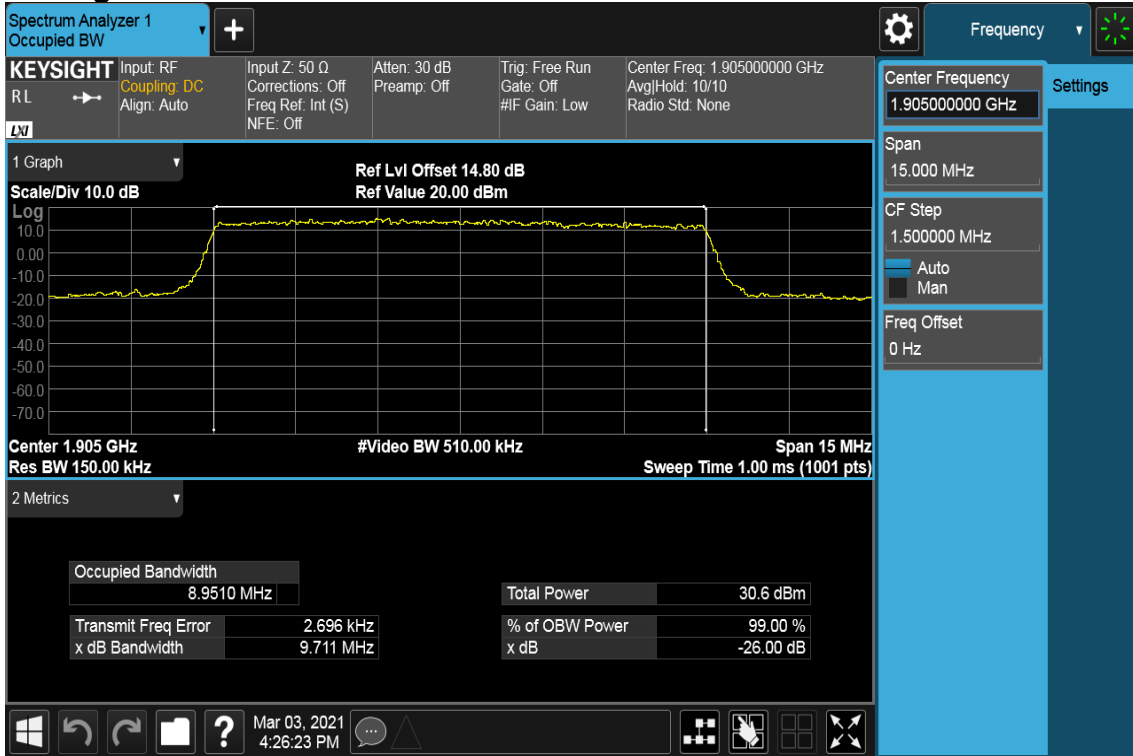 Spectrum Analyzer 1
Occupied BW
+
Frequency
KEYSIGHT
R L
LXI
Input: RF
Coupling: DC
Align: Auto
Input Z: 50 Ω
Corrections: Off
Freq Ref: Int (S)
NFE: Off
Atten: 30 dB
Preamp: Off
Trig: Free Run
Gate: Off
#IF Gain: Low
Center Freq: 1.905000000 GHz
Avg|Hold: 10/10
Radio Std: None
Center Frequency
1.905000000 GHz
Settings
Span
15.000 MHz
CF Step
1.500000 MHz
Auto
Man
Freq Offset
0 Hz
1 Graph
Scale/Div 10.0 dB
Ref Lvl Offset 14.80 dB
Ref Value 20.00 dBm
Log
10.0
0.00
-10.0
-20.0
-30.0
-40.0
-50.0
-60.0
-70.0
Center 1.905 GHz
#Video BW 510.00 kHz
Span 15 MHz
Res BW 150.00 kHz
Sweep Time 1.00 ms (1001 pts)
2 Metrics
Occupied Bandwidth
8.9510 MHz
Total Power 30.6 dBm
Transmit Freq Error 2.696 kHz
% of OBW Power 99.00 %
x dB Bandwidth 9.711 MHz
x dB -26.00 dB
?
Mar 03, 2021
4:26:23 PM